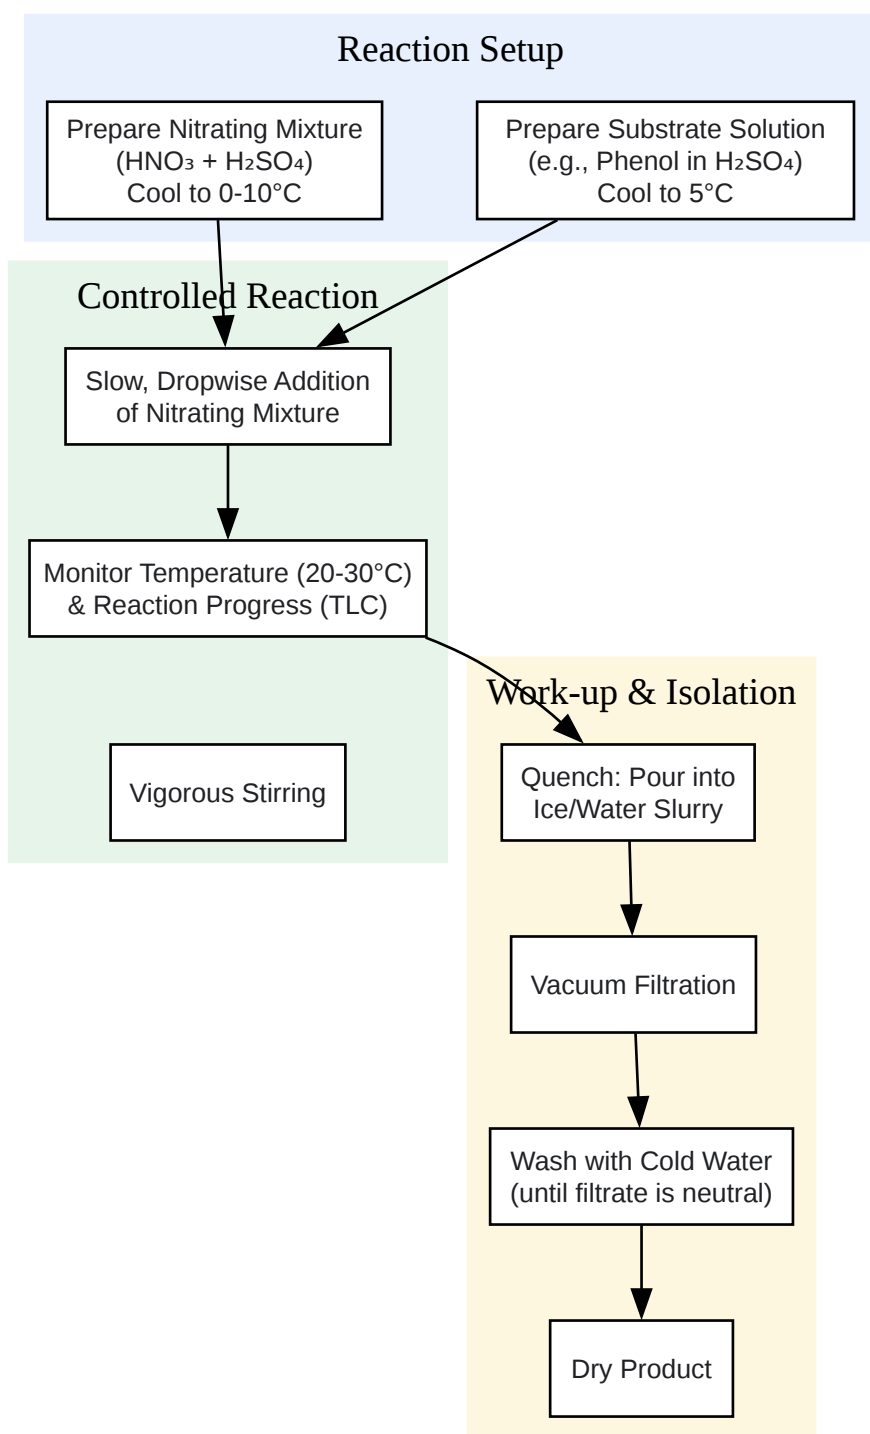 Reaction Setup
Prepare Nitrating Mixture
(HNO₃ + H₂SO₄)
Cool to 0-10°C
Prepare Substrate Solution
(e.g., Phenol in H₂SO₄)
Cool to 5°C
Controlled Reaction
Slow, Dropwise Addition
of Nitrating Mixture
Monitor Temperature (20-30°C)
& Reaction Progress (TLC)
Vigorous Stirring
Work-up & Isolation
Quench: Pour into
Ice/Water Slurry
Vacuum Filtration
Wash with Cold Water
(until filtrate is neutral)
Dry Product